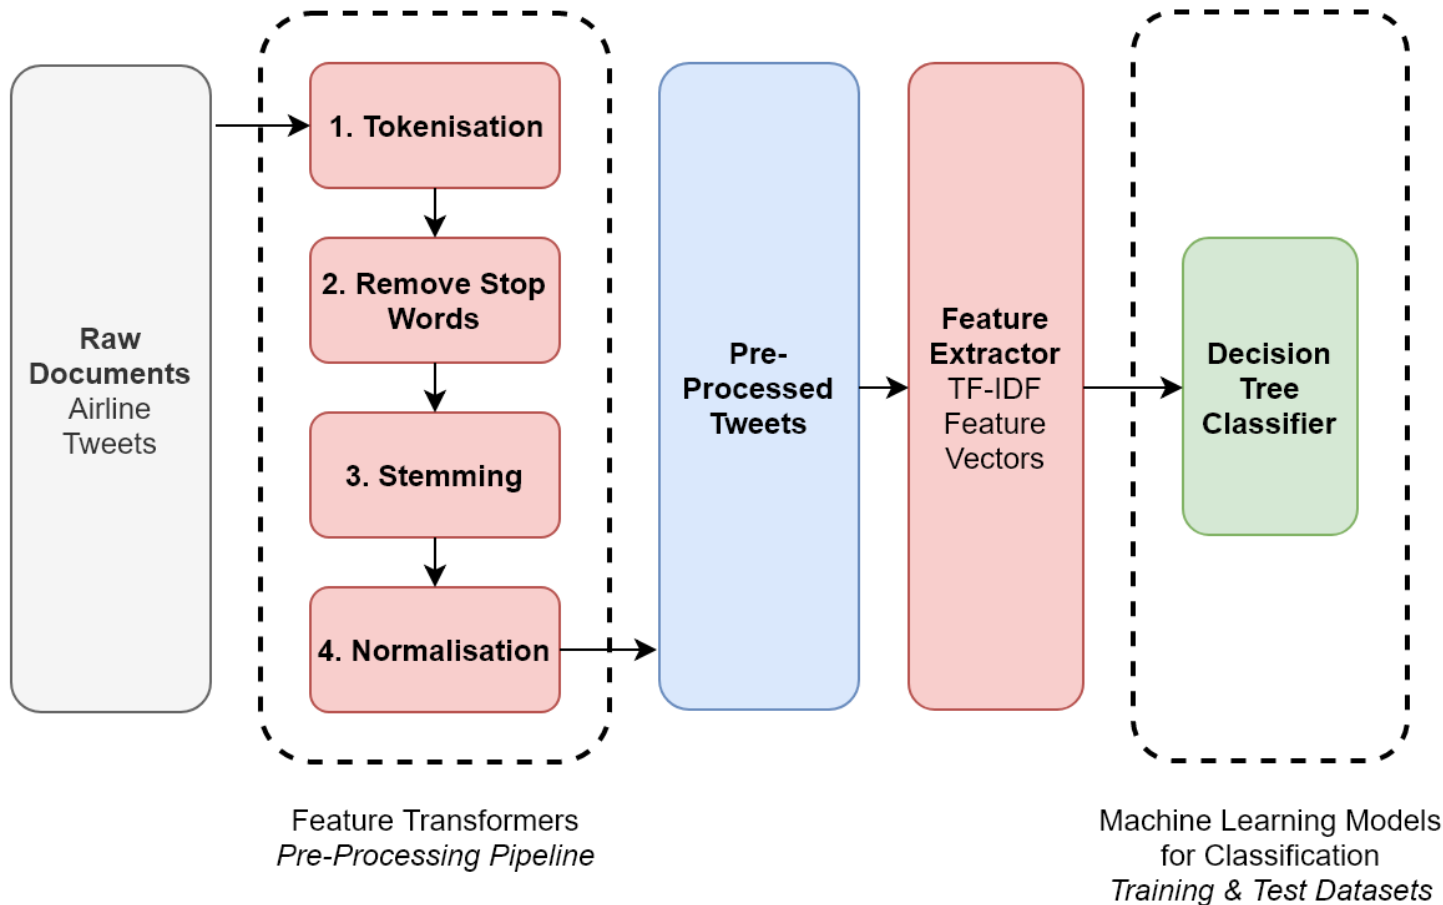 Raw
Documents
Airline
Tweets
1. Tokenisation
2. Remove Stop
Words
3. Stemming
4. Normalisation
Feature Transformers
Pre-Processing Pipeline
Pre-
Processed
Tweets
Feature
Extractor
TF-IDF
Feature
Vectors
Decision
Tree
Classifier
Machine Learning Models
for Classification
Training & Test Datasets